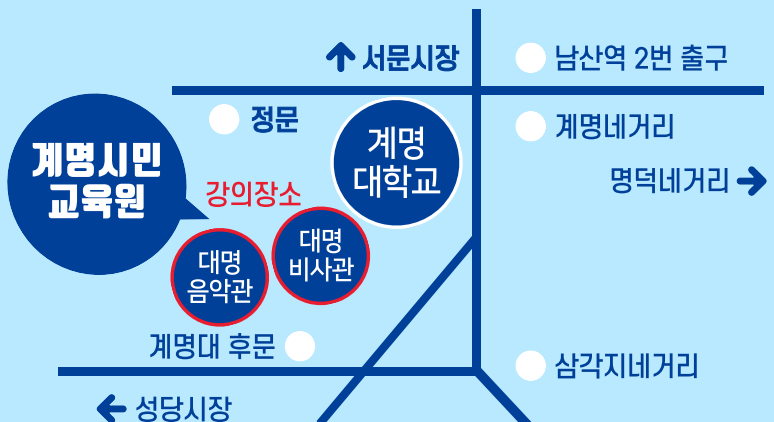 서문시장
남산역 2번 출구
정문
계명네거리
계명
대학교
계명시민
교육원
명덕네거리
강의장소
대명
음악관
대명
비사관
계명대 후문
삼각지네거리
성당시장